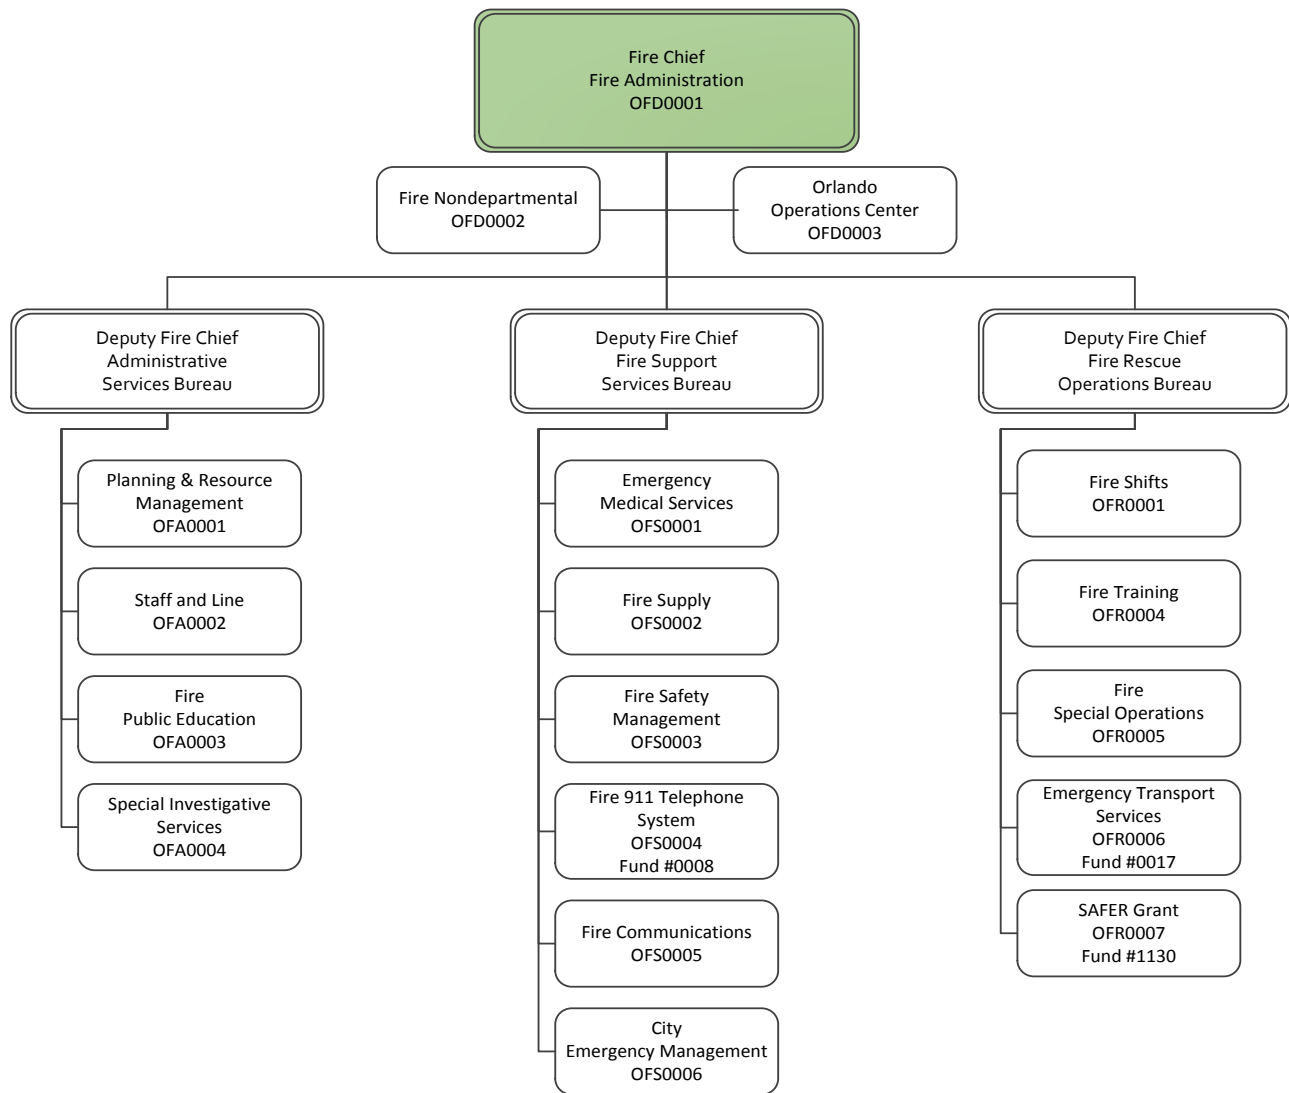 Fire Chief
Fire Administration
OFD0001
Fire Nondepartmental
OFD0002
Orlando
Operations Center
OFD0003
Deputy Fire Chief
Administrative
Services Bureau
Deputy Fire Chief
Fire Support
Services Bureau
Deputy Fire Chief
Fire Rescue
Operations Bureau
Planning & Resource
Management
OFA0001
Staff and Line
OFA0002
Fire
Public Education
OFA0003
Special Investigative
Services
OFA0004
Emergency
Medical Services
OFS0001
Fire Supply
OFS0002
Fire Safety
Management
OFS0003
Fire 911 Telephone
System
OFS0004
Fund #0008
Fire Communications
OFS0005
City
Emergency Management
OFS0006
Fire Shifts
OFR0001
Fire Training
OFR0004
Fire
Special Operations
OFR0005
Emergency Transport
Services
OFR0006
Fund #0017
SAFER Grant
OFR0007
Fund #1130